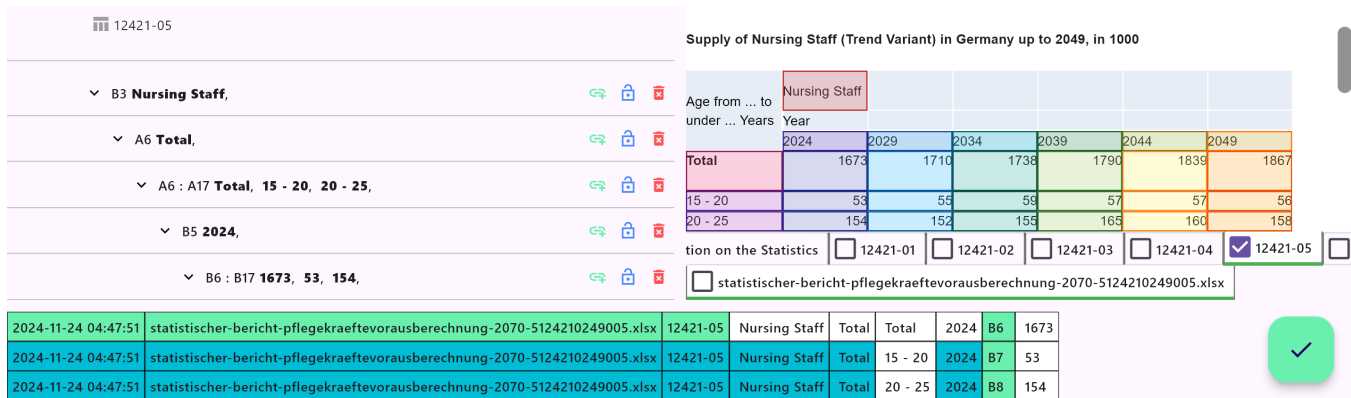 12421-05
B3 Nursing Staff,
A6 Total,
A6 : A17 Total, 15 - 20, 20 - 25,
B5 2024,
B6 : B17 1673, 53, 154,
Supply of Nursing Staff (Trend Variant) in Germany up to 2049, in 1000
Age from ... to
under ... Years
Nursing Staff
Year
2024 2029 2034 2039 2044 2049
Total 1673 1710 1738 1790 1839 1867
15 - 20 53 55 59 57 57 56
20 - 25 154 152 155 165 160 158
tion on the Statistics 12421-01 12421-02 12421-03 12421-04 12421-05
statistischer-bericht-pflegekraeftevorausberechnung-2070-5124210249005.xlsx
2024-11-24 04:47:51 statistischer-bericht-pflegekraeftevorausberechnung-2070-5124210249005.xlsx 12421-05 Nursing Staff Total Total 2024 B6 1673
2024-11-24 04:47:51 statistischer-bericht-pflegekraeftevorausberechnung-2070-5124210249005.xlsx 12421-05 Nursing Staff Total 15 - 20 2024 B7 53
2024-11-24 04:47:51 statistischer-bericht-pflegekraeftevorausberechnung-2070-5124210249005.xlsx 12421-05 Nursing Staff Total 20 - 25 2024 B8 154